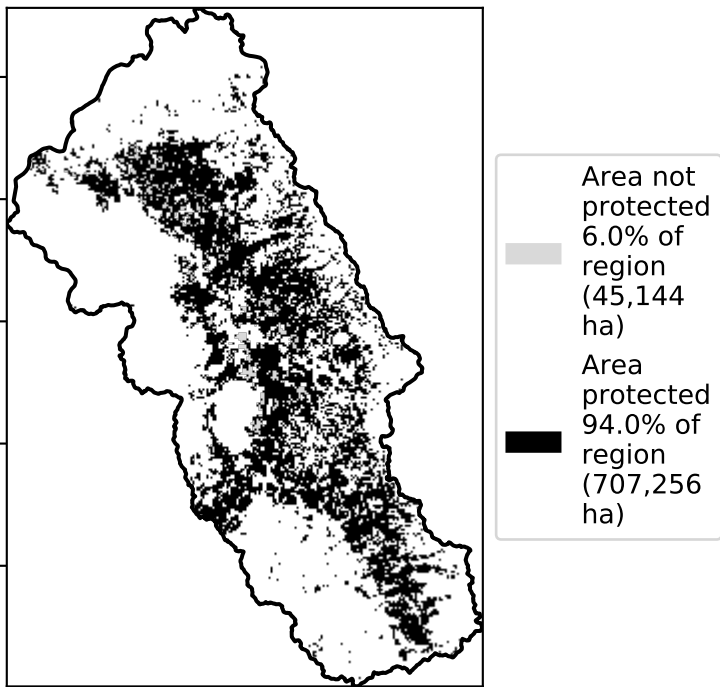 Area not
protected
6.0% of
region
(45,144
ha)
Area
protected
94.0% of
region
(707,256
ha)